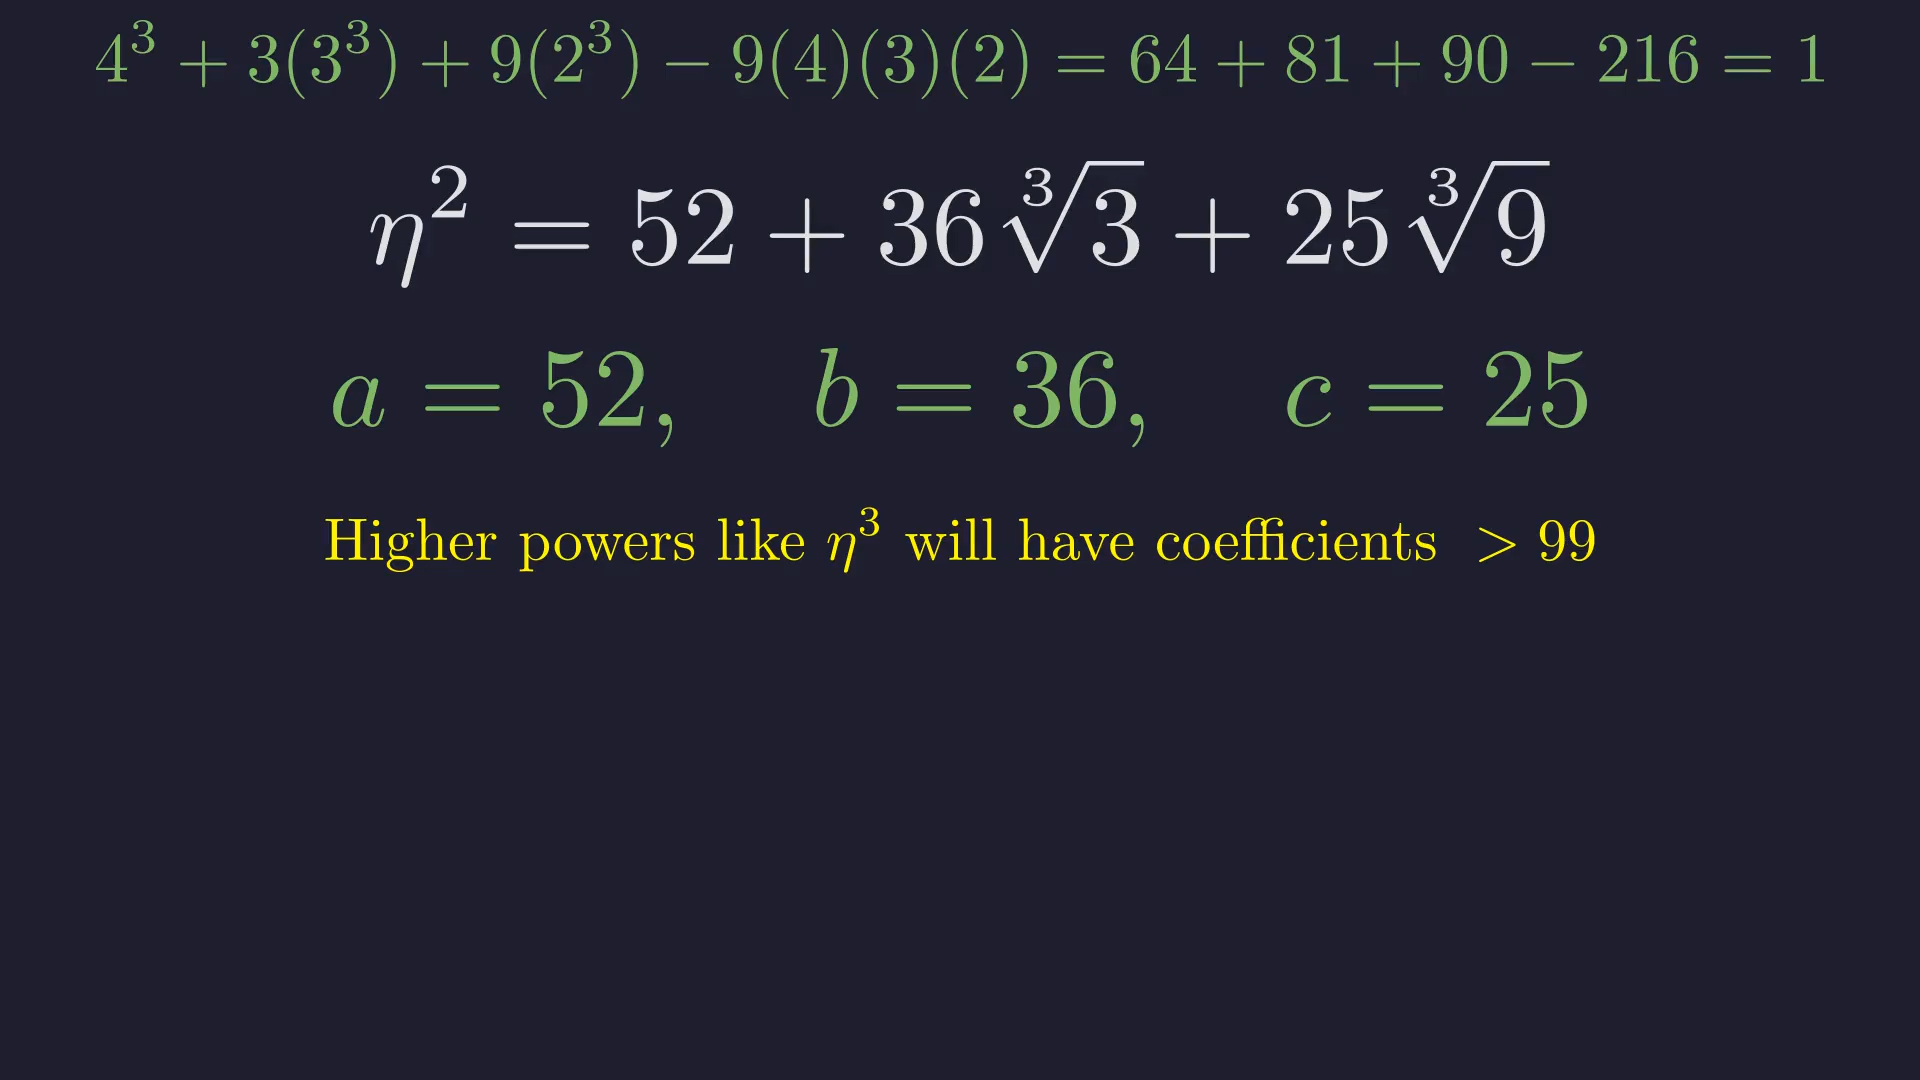 4³ + 3(3³) + 9(2³) − 9(4)(3)(2) = 64 + 81 + 90 − 216 = 1
η² = 52 + 36∛3 + 25∛9
a = 52, b = 36, c = 25
Higher powers like η³ will have coefficients > 99